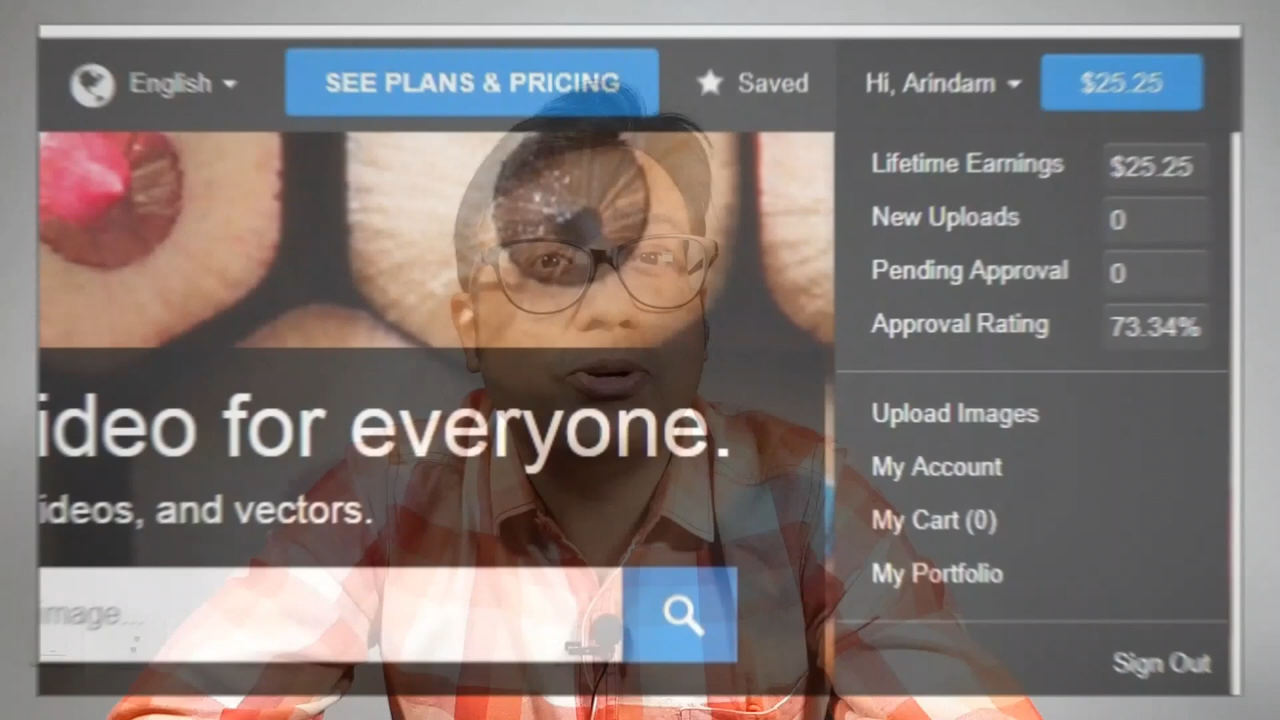 English
SEE PLANS & PRICING
Saved
Hi, Arindam
$25.25
Lifetime Earnings $25.25
New Uploads 0
Pending Approval 0
Approval Rating 73.34%
Upload Images
My Account
My Cart (0)
My Portfolio
Sign Out
ideo for everyone.
ideos, and vectors.
image...